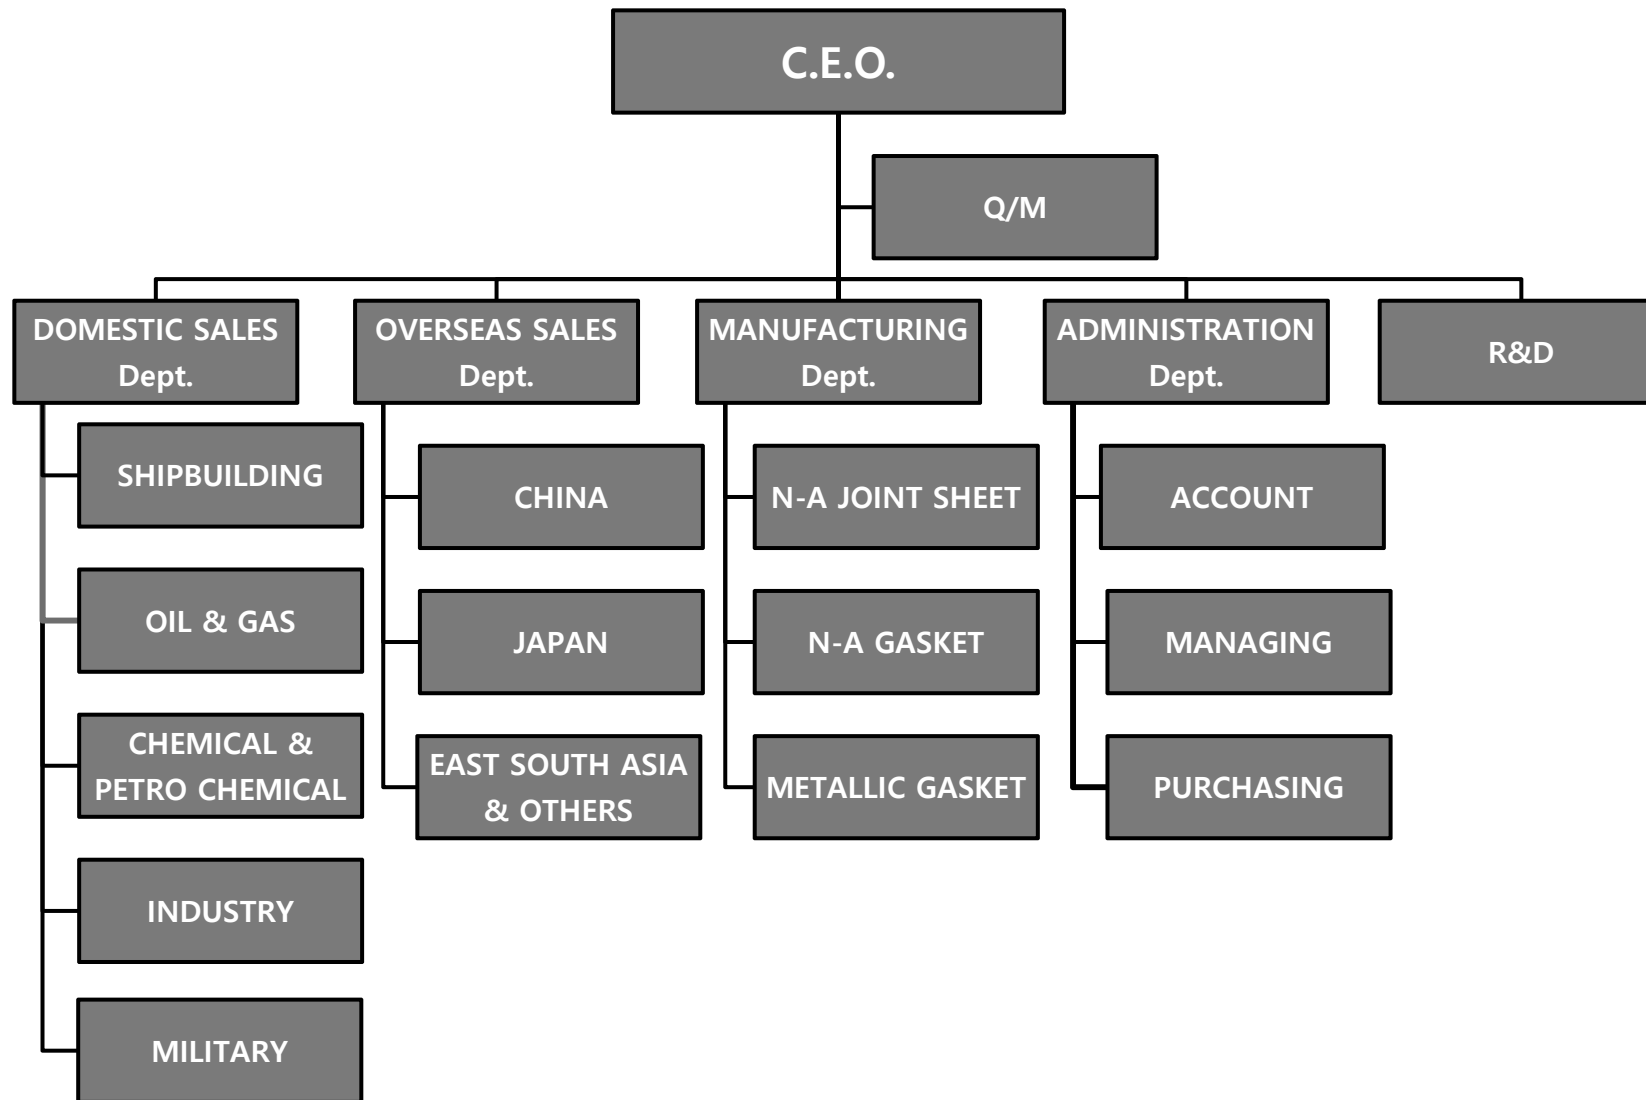 C.E.O.
Q/M
DOMESTIC SALES
Dept.
OVERSEAS SALES
Dept.
MANUFACTURING
Dept.
ADMINISTRATION
Dept.
R&D
SHIPBUILDING
OIL & GAS
CHEMICAL &
PETRO CHEMICAL
INDUSTRY
MILITARY
CHINA
JAPAN
EAST SOUTH ASIA
& OTHERS
N-A JOINT SHEET
N-A GASKET
METALLIC GASKET
ACCOUNT
MANAGING
PURCHASING